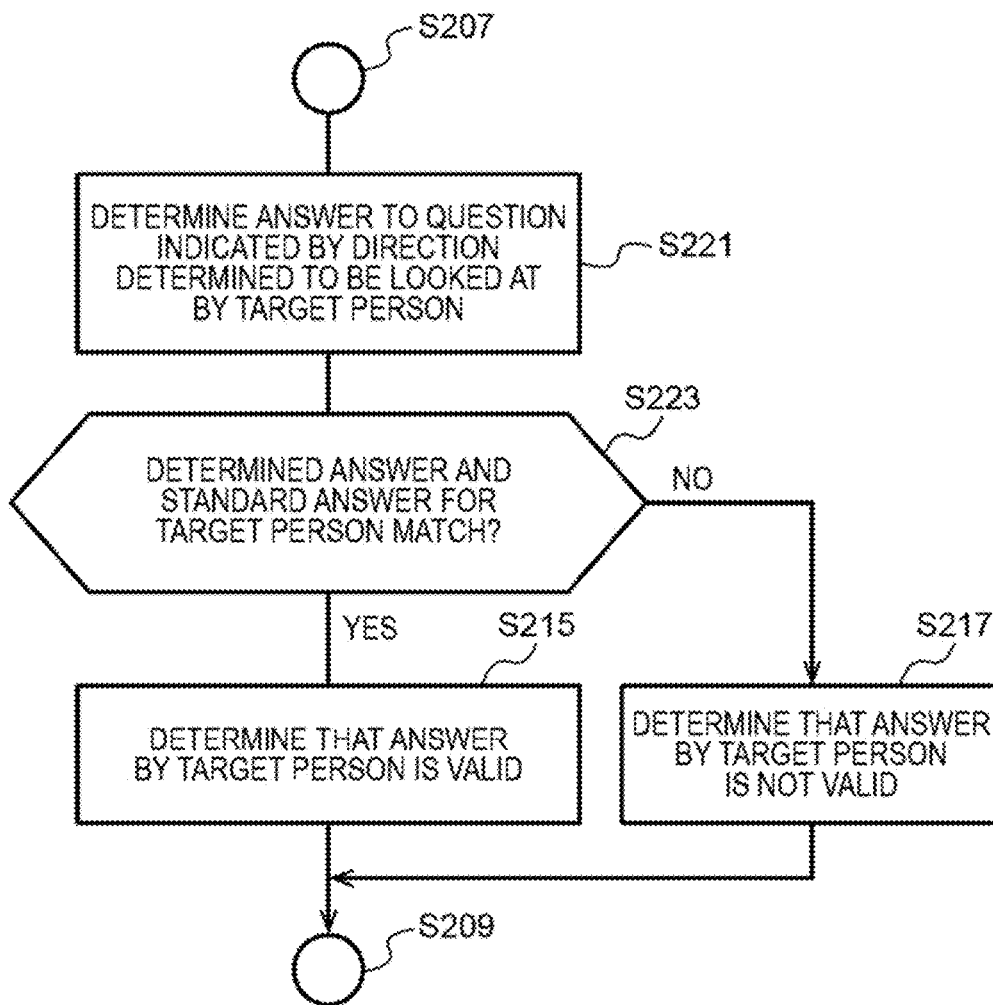 S207
DETERMINE ANSWER TO QUESTION
INDICATED BY DIRECTION
DETERMINED TO BE LOOKED AT
BY TARGET PERSON
S221
S223
DETERMINED ANSWER AND
STANDARD ANSWER FOR
TARGET PERSON MATCH?
NO
YES
S215
S217
DETERMINE THAT ANSWER
BY TARGET PERSON IS VALID
DETERMINE THAT ANSWER
BY TARGET PERSON
IS NOT VALID
S209